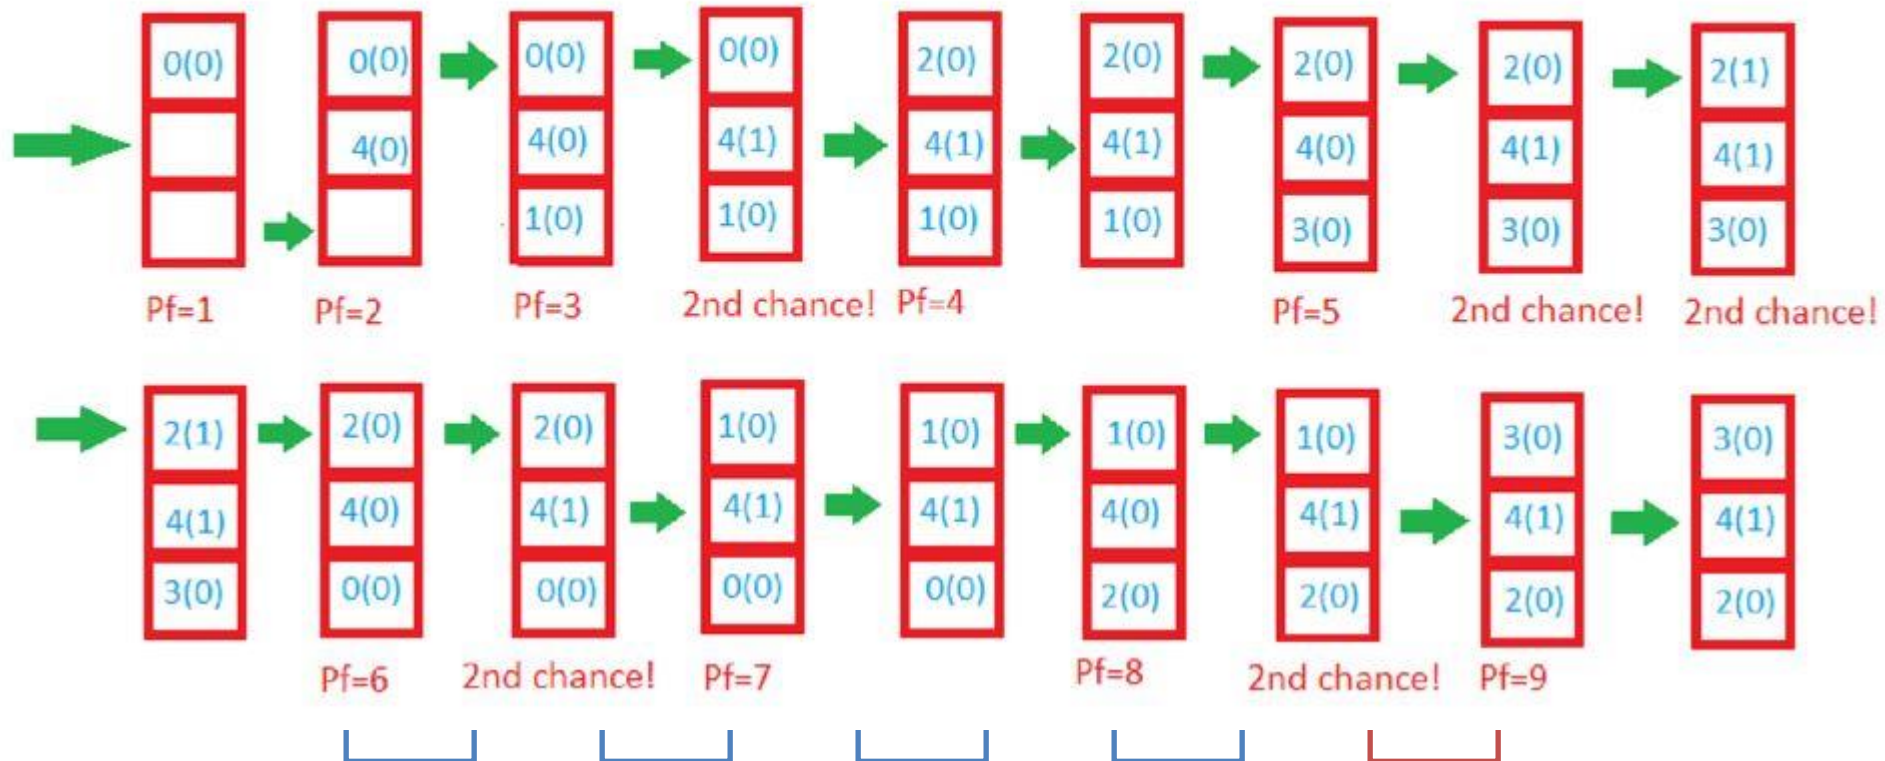 0(0) 0(0) 0(0) 0(0) 2(0) 2(0) 2(0) 2(0) 2(1)
4(0) 4(0) 4(1) 4(1) 4(1) 4(0) 4(1) 4(1)
1(0) 1(0) 1(0) 1(0) 3(0) 3(0) 3(0)
Pf=1 Pf=2 Pf=3 2nd chance! Pf=4 Pf=5 2nd chance! 2nd chance!
2(1) 2(0) 2(0) 1(0) 1(0) 1(0) 1(0) 3(0) 3(0)
4(1) 4(0) 4(1) 4(1) 4(1) 4(0) 4(1) 4(1) 4(1)
3(0) 0(0) 0(0) 0(0) 0(0) 2(0) 2(0) 2(0) 2(0)
Pf=6 2nd chance! Pf=7 Pf=8 2nd chance! Pf=9